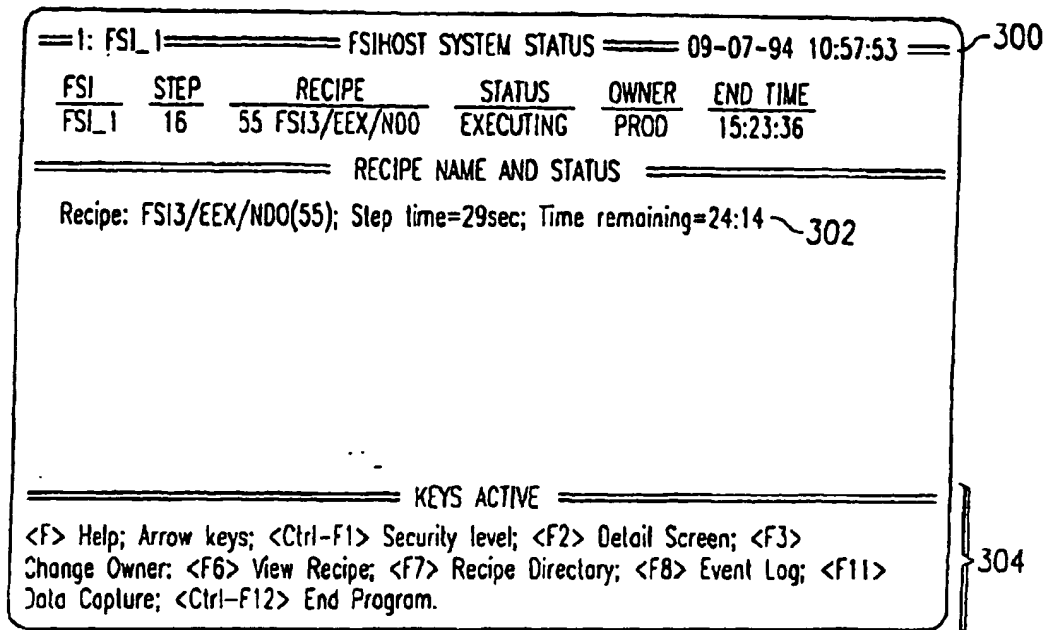 1: FSI_1 FSIHOST SYSTEM STATUS 09-07-94 10:57:53
300
FSI STEP RECIPE STATUS OWNER END TIME
FSI_1 16 55 FSI3/EEX/NDO EXECUTING PROD 15:23:36
RECIPE NAME AND STATUS
Recipe: FSI3/EEX/NDO(55); Step time=29sec; Time remaining=24:14
302
KEYS ACTIVE
<F> Help; Arrow keys; <Ctrl-F1> Security level; <F2> Detail Screen; <F3>
Change Owner: <F6> View Recipe; <F7> Recipe Directory; <F8> Event Log; <F11>
Data Capture; <Ctrl-F12> End Program.
304